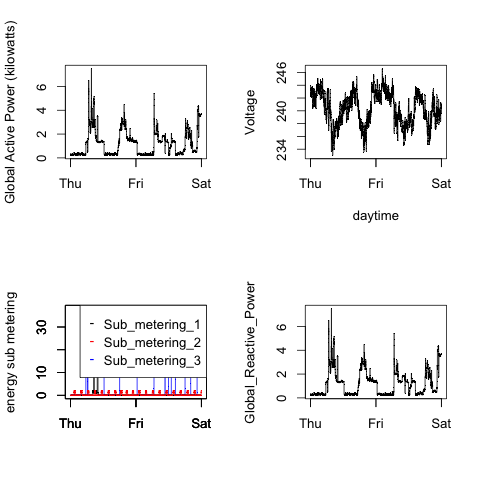 Global Active Power (kilowatts)
0 2 4 6
Thu Fri Sat
Voltage
234 240 246
Thu Fri Sat
daytime
energy sub metering
0 10 30
Sub_metering_1
Sub_metering_2
Sub_metering_3
Thu Fri Sat
Global_Reactive_Power
0 2 4 6
Thu Fri Sat